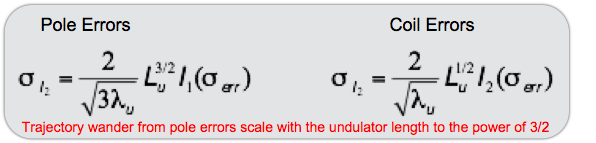 Pole Errors
Coil Errors
σ_{I_2} = \frac{2}{\sqrt{3λ_u}} L_u^{3/2} I_1(σ_{err})
σ_{I_2} = \frac{2}{\sqrt{λ_u}} L_u^{1/2} I_2(σ_{err})
Trajectory wander from pole errors scale with the undulator length to the power of 3/2